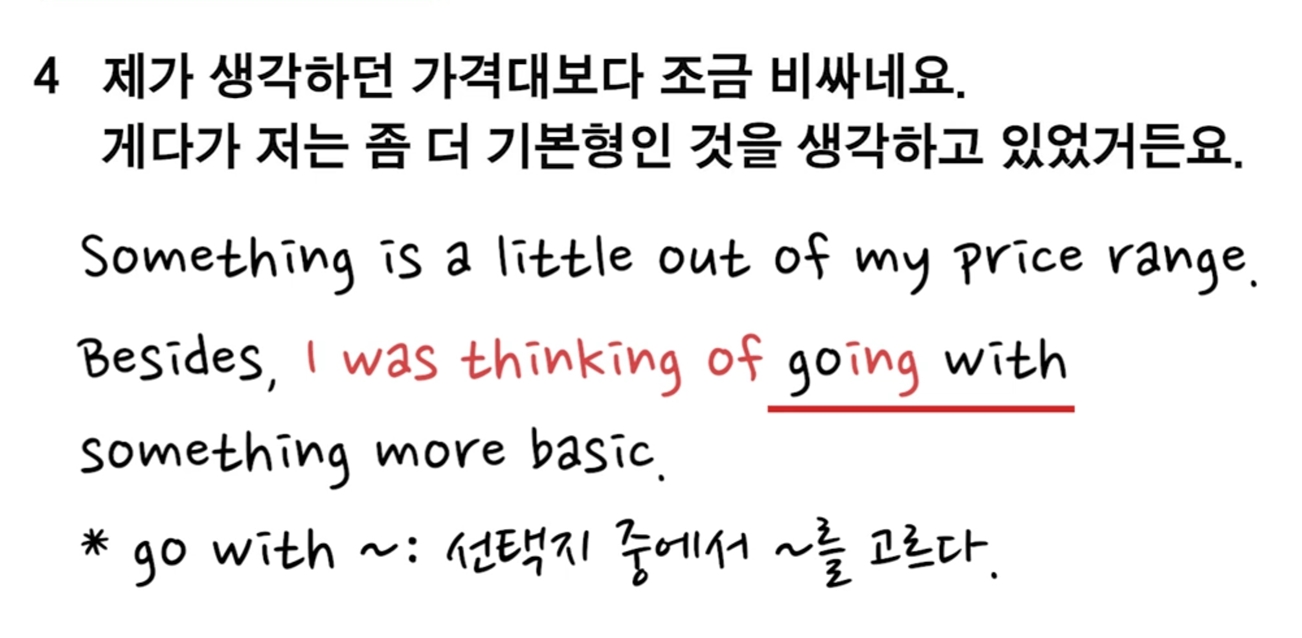 4 제가 생각하던 가격대보다 조금 비싸네요.
게다가 저는 좀 더 기본형인 것을 생각하고 있었거든요.
Something is a little out of my price range.
Besides, I was thinking of going with
something more basic.
* go with ~: 선택지 중에서 ~를 고르다.